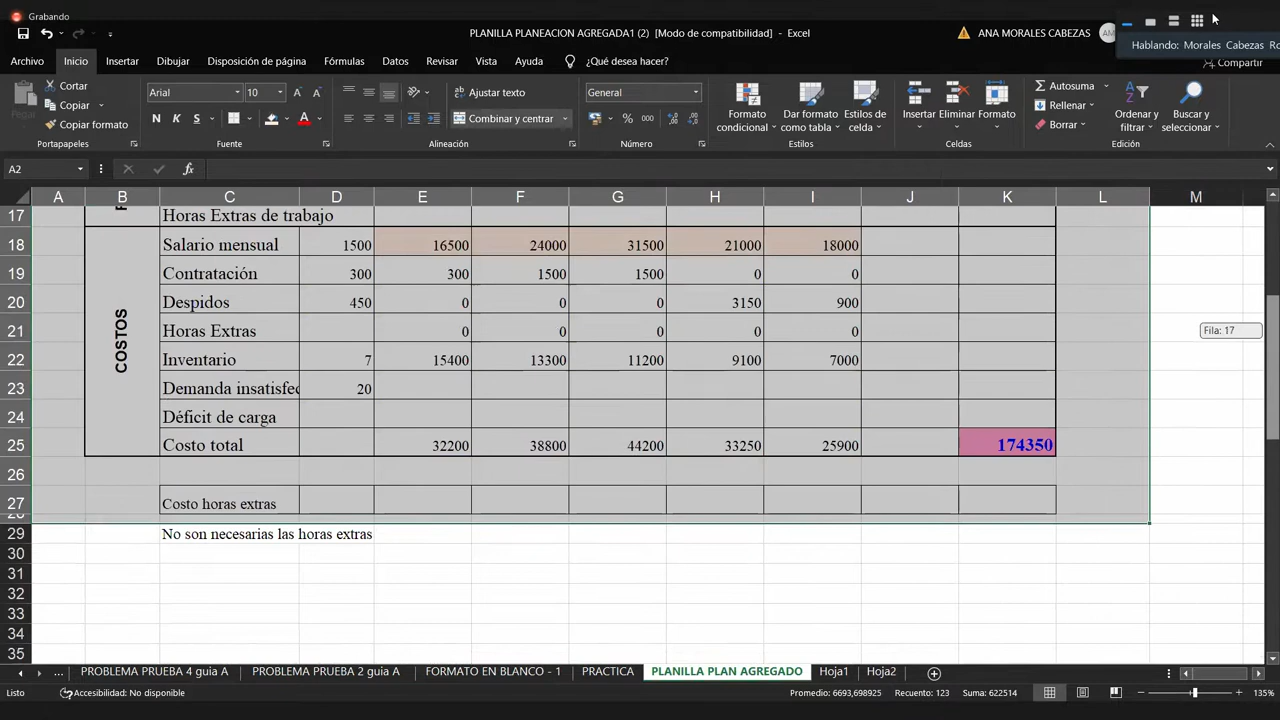 Grabando
PLANILLA PLANEACION AGREGADA1 (2) [Modo de compatibilidad] - Excel
ANA MORALES CABEZAS
AM
Hablando: Morales Cabezas Ro
Archivo Inicio Insertar Dibujar Disposición de página Fórmulas Datos Revisar Vista Ayuda ¿Qué desea hacer? Compartir
Pegar
Cortar
Copiar
Copiar formato
Portapapeles
Arial 10
N K S
Fuente
Ajustar texto
Combinar y centrar
Alineación
General
% 000
Número
Formato condicional
Dar formato como tabla
Estilos de celda
Estilos
Insertar Eliminar Formato
Celdas
Autosuma
Rellenar
Borrar
Ordenar y filtrar
Buscar y seleccionar
Edición
A2 fx
A B C D E F G H I J K L M
17 Horas Extras de trabajo
COSTOS
18 Salario mensual 1500 16500 24000 31500 21000 18000
19 Contratación 300 300 1500 1500 0 0
20 Despidos 450 0 0 0 3150 900
21 Horas Extras 0 0 0 0 0
Fila: 17
22 Inventario 7 15400 13300 11200 9100 7000
23 Demanda insatisfec 20
24 Déficit de carga
25 Costo total 32200 38800 44200 33250 25900 174350
26
27 Costo horas extras
28
29 No son necesarias las horas extras
30
31
32
33
34
35
... PROBLEMA PRUEBA 4 guia A PROBLEMA PRUEBA 2 guia A FORMATO EN BLANCO - 1 PRACTICA PLANILLA PLAN AGREGADO Hoja1 Hoja2
Listo Accesibilidad: No disponible Promedio: 6693,698925 Recuento: 123 Suma: 622514 135%